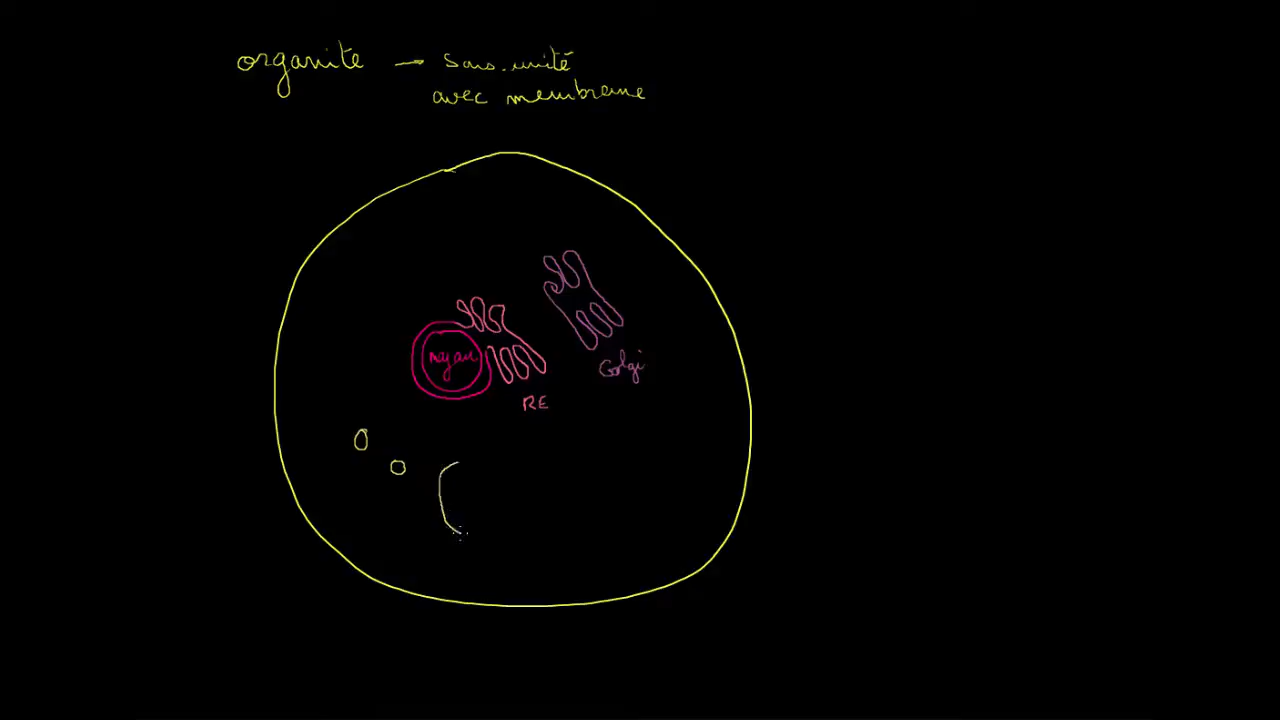 organite → sous-unité
avec membrane
noyau
Golgi
RE